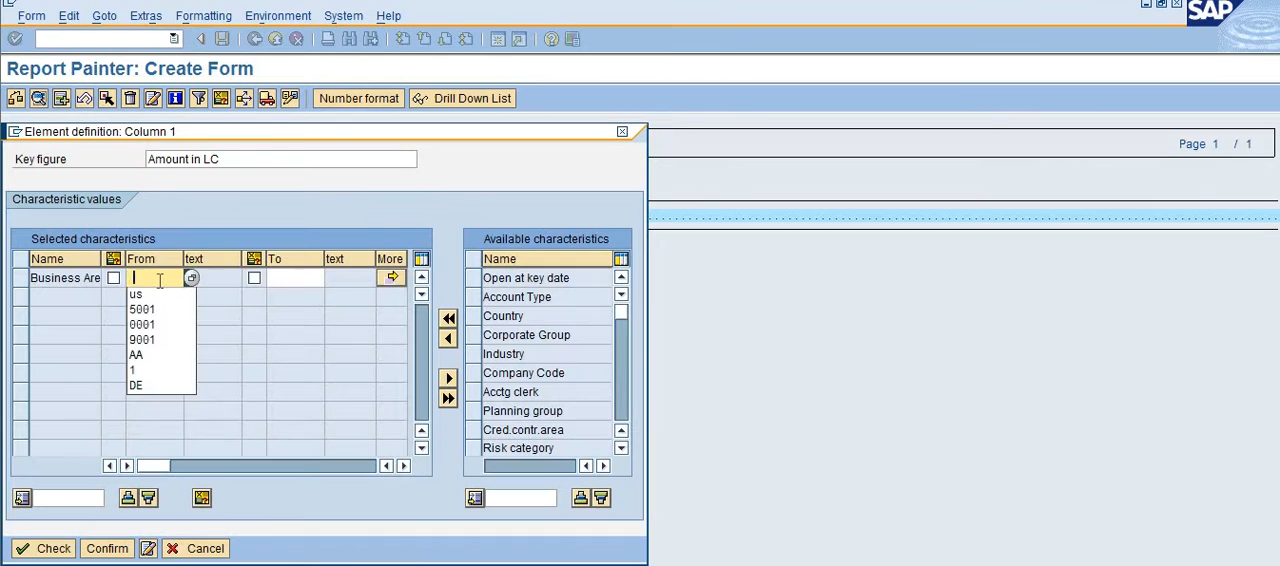 Form Edit Goto Extras Formatting Environment System Help
SAP
Report Painter: Create Form
Number format Drill Down List
Element definition: Column 1
Page 1 / 1
Key figure Amount in LC
Characteristic values
Selected characteristics Available characteristics
Name From text To text More Name
Business Are Open at key date
us Account Type
5001 Country
0001
9001 Corporate Group
AA Industry
1 Company Code
DE Acctg clerk
Planning group
Cred.contr.area
Risk category
Check Confirm Cancel